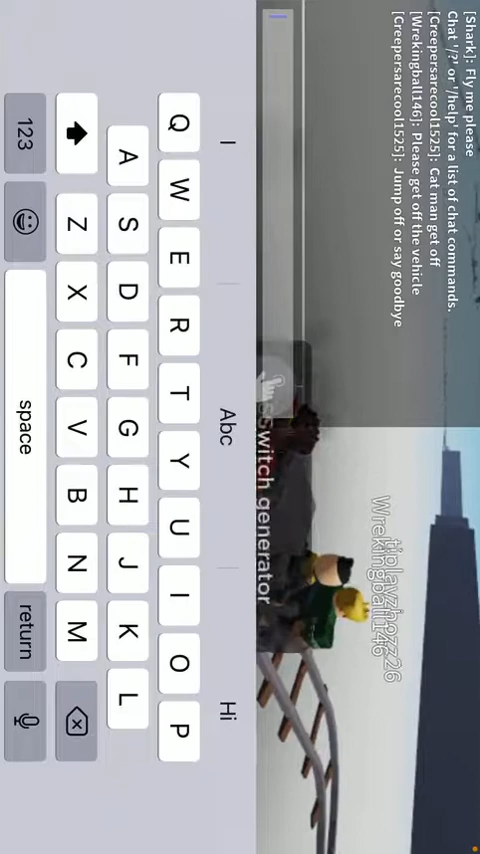 [Shark]: Fly me please
Chat '/?' or '/help' for a list of chat commands.
[Creepersarecool1525]: Cat man get off
[Wrekingball146]: Please get off the vehicle
[Creepersarecool1525]: Jump off or say goodbye
Wrekingball146
Switch generator
I Abc Hi
Q W E R T Y U I O P
A S D F G H J K L
Z X C V B N M
123 space return